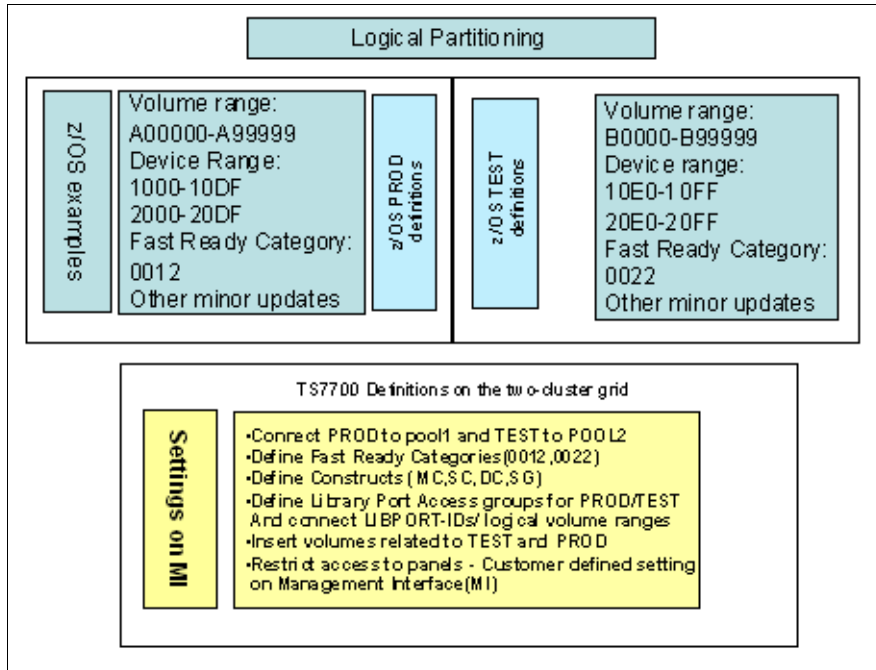 Logical Partitioning
z/OS examples
Volume range:
A00000-A99999
Device Range:
1000-10DF
2000-20DF
Fast Ready Category:
0012
Other minor updates
z/OS PROD
definitions
z/OS TEST
definitions
Volume range:
B0000-B99999
Device range:
10E0-10FF
20E0-20FF
Fast Ready Category:
0022
Other minor updates
TS7700 Definitions on the two-cluster grid
Settings on MI
•Connect PROD to pool1 and TEST to POOL2
•Define Fast Ready Categories(0012,0022)
•Define Constructs (MC,SC,DC,SG)
•Define Library Port Access groups for PROD/TEST
And connect LIBPORT-IDs/ logical volume ranges
•Insert volumes related to TEST and PROD
•Restrict access to panels - Customer defined setting
on Management Interface(MI)